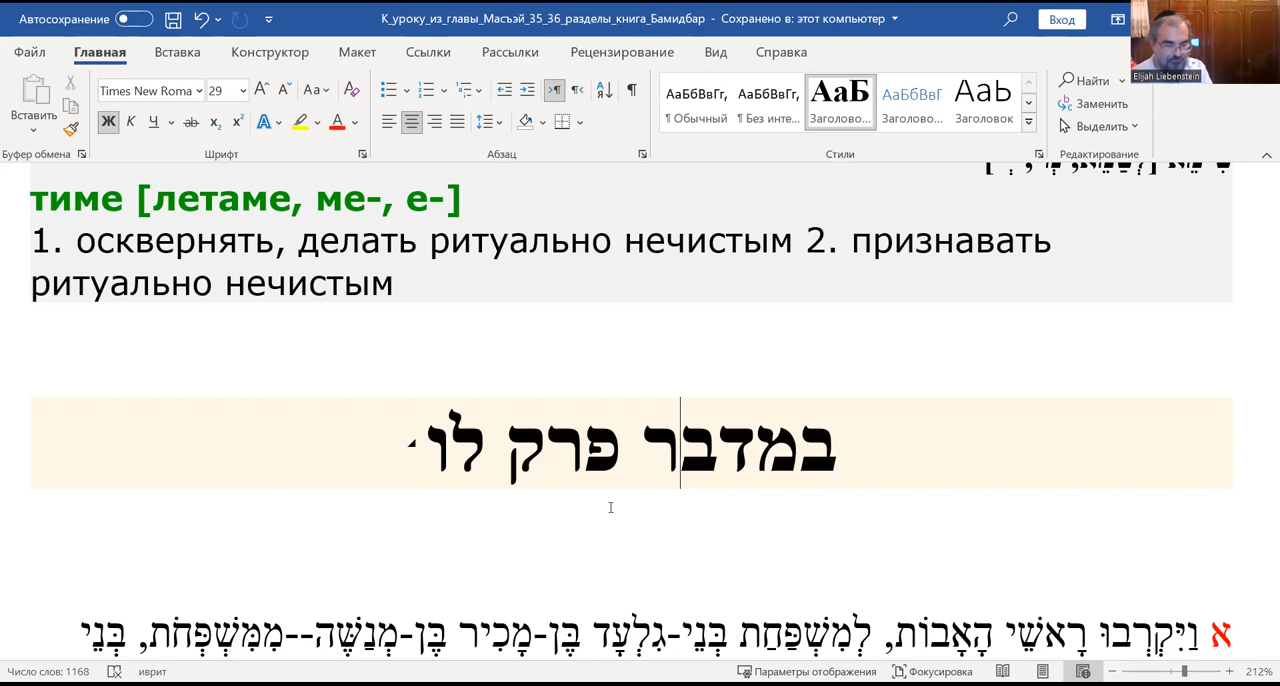 Автосохранение
К_уроку_из_главы_Масъэй_35_36_разделы_книга_Бамидбар - Сохранено в: этот компьютер
Вход
Elijah Liebenstein
Файл Главная Вставка Конструктор Макет Ссылки Рассылки Рецензирование Вид Справка
Вставить
Times New Roma 29
Ж К Ч ab x₂ x²
АаБбВвГг, АаБбВвГг, АаБ АаБбВвГ АаЬ
¶ Обычный ¶ Без инте... Заголово... Заголово... Заголовок
Найти
Заменить
Выделить
Буфер обмена Шрифт Абзац Стили Редактирование
тиме [летаме, ме-, е-]
1. осквернять, делать ритуально нечистым 2. признавать
ритуально нечистым
במדבר פרק לו
א וַיִּקְרְבוּ רָאשֵׁי הָאָבוֹת, לְמִשְׁפַּחַת בְּנֵי-גִלְעָד בֶּן-מָכִיר בֶּן-מְנַשֶּׁה--מִמִּשְׁפְּחֹת, בְּנֵי
Число слов: 1168 иврит Параметры отображения Фокусировка 212%